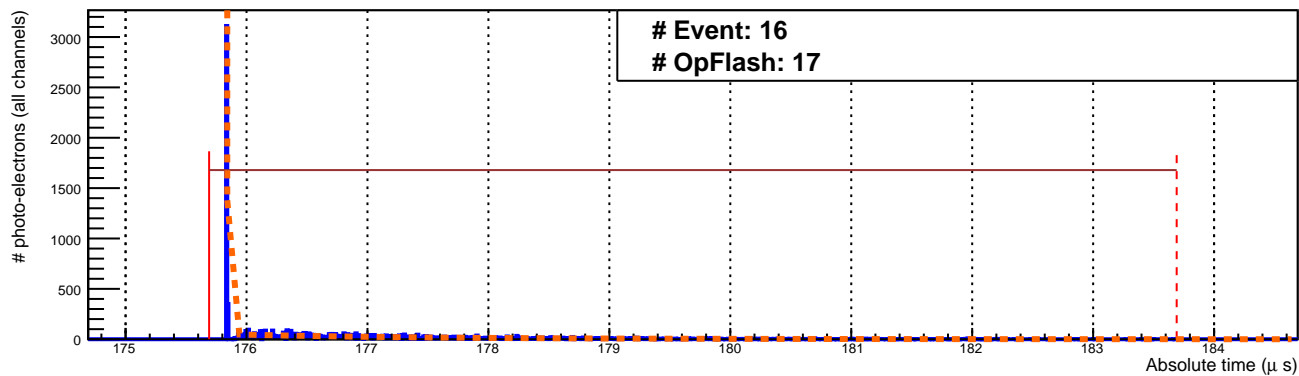 # Event: 16
# OpFlash: 17
# photo-electrons (all channels)
3000
2500
2000
1500
1000
500
0
175 176 177 178 179 180 181 182 183 184
Absolute time (μ s)